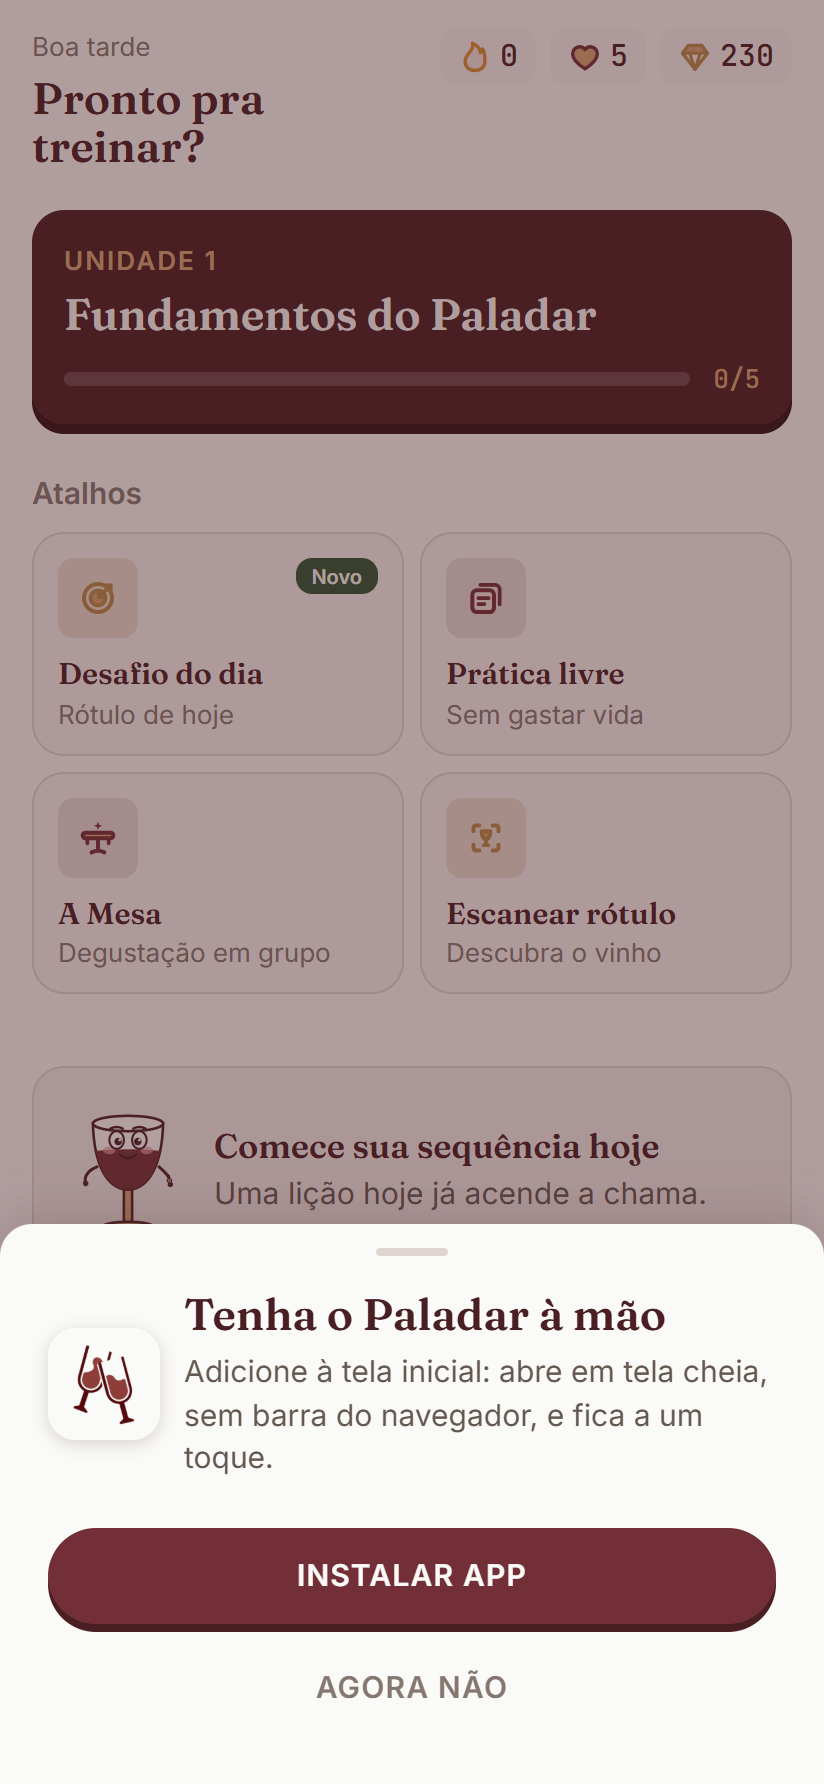 Boa tarde
0
5
230
Pronto pra
treinar?
UNIDADE 1
Fundamentos do Paladar
0/5
Atalhos
Novo
Desafio do dia
Rótulo de hoje
Prática livre
Sem gastar vida
A Mesa
Degustação em grupo
Escanear rótulo
Descubra o vinho
Comece sua sequência hoje
Uma lição hoje já acende a chama.
Tenha o Paladar à mão
Adicione à tela inicial: abre em tela cheia,
sem barra do navegador, e fica a um
toque.
INSTALAR APP
AGORA NÃO